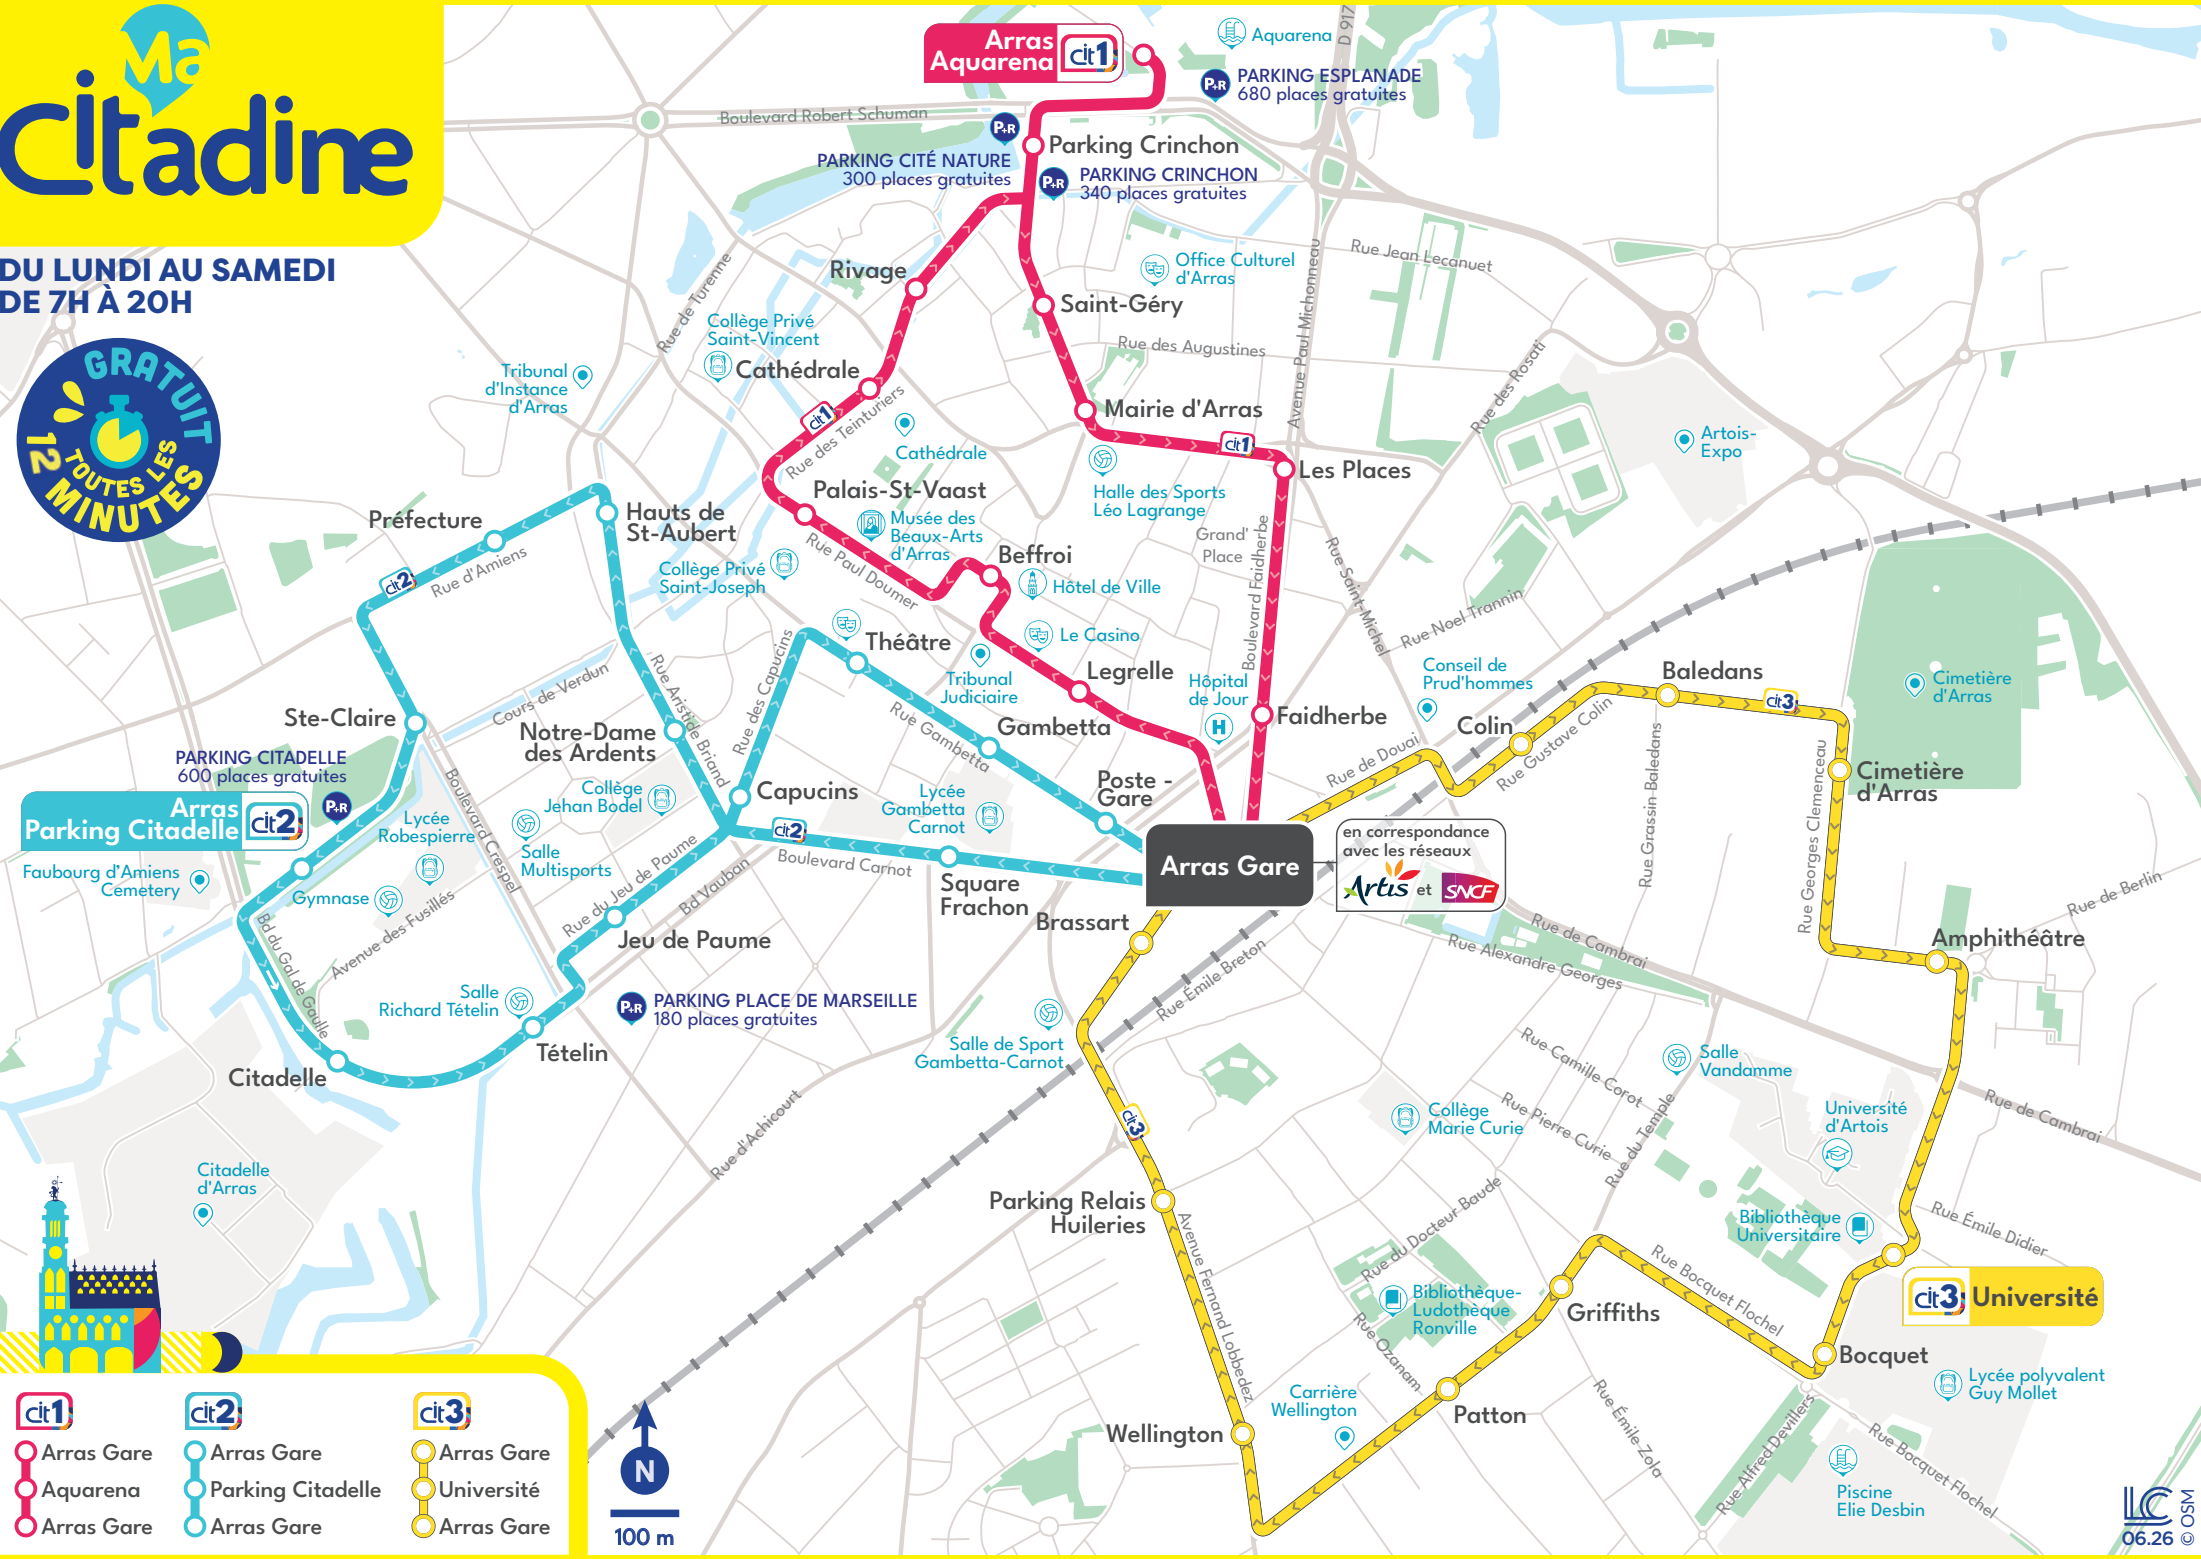 Ma
Citadine
DU LUNDI AU SAMEDI
DE 7H À 20H
GRATUIT
TOUTES LES
12 MINUTES
Arras
Aquarena
cit1
Aquarena
D 917
PARKING ESPLANADE
680 places gratuites
P+R
Boulevard Robert Schuman
P+R
PARKING CITÉ NATURE
300 places gratuites
Parking Crinchon
P+R
PARKING CRINCHON
340 places gratuites
Rivage
Rue de Turenne
Office Culturel
d'Arras
Avenue Paul Michonneau
Rue Jean Lecanuet
Saint-Géry
Collège Privé
Saint-Vincent
Cathédrale
Rue des Augustines
Rue des Rosati
Tribunal
d'Instance
d'Arras
cit1
Rue des Teinturiers
Mairie d'Arras
Cathédrale
cit1
Les Places
Artois-
Expo
Halle des Sports
Léo Lagrange
Palais-St-Vaast
Musée des
Beaux-Arts
d'Arras
Rue Paul Doumer
Grand'
Place
Boulevard Faidherbe
Rue Saint-Michel
Rue Noel Trannin
Préfecture
Hauts de
St-Aubert
cit2
Rue d'Amiens
Collège Privé
Saint-Joseph
Beffroi
Hôtel de Ville
Le Casino
Théâtre
Tribunal
Judiciaire
Legrelle
Hôpital
de Jour
H
Faidherbe
Conseil de
Prud'hommes
Colin
Baledans
cit3
Cimetière
d'Arras
Rue Gustave Colin
Rue de Douai
Rue Grassin Baledans
Rue Georges Clemenceau
Cimetière
d'Arras
Ste-Claire
Cours de Verdun
Rue Aristide Briand
Rue des Capucins
Notre-Dame
des Ardents
Rue Gambetta
Gambetta
Poste -
Gare
PARKING CITADELLE
600 places gratuites
P+R
Arras
Parking Citadelle
cit2
Lycée
Robespierre
Boulevard Crespel
Collège
Jehan Bodel
Capucins
Lycée
Gambetta
Carnot
Salle
Multisports
cit2
Boulevard Carnot
Square
Frachon
Arras Gare
en correspondance
avec les réseaux
Artis et SNCF
Faubourg d'Amiens
Cemetery
Gymnase
Avenue des Fusillés
Rue du Jeu de Paume
Bd Vauban
Jeu de Paume
Bd du Gal de Gaulle
Brassart
Rue Émile Breton
Rue Alexandre Georges
Rue de Cambrai
Rue de Berlin
Amphithéâtre
Salle
Richard Tételin
P+R
PARKING PLACE DE MARSEILLE
180 places gratuites
Tételin
Citadelle
Salle de Sport
Gambetta-Carnot
Rue Camille Corot
Salle
Vandamme
Rue Pierre Curie
Rue du Temple
Collège
Marie Curie
Université
d'Artois
Rue de Cambrai
Rue d'Achicourt
cit3
Citadelle
d'Arras
Parking Relais
Huileries
Avenue Fernand Lobbedez
Rue du Docteur Baude
Bibliothèque
Universitaire
Rue Émile Didier
cit3
Université
Bibliothèque-
Ludothèque
Ronville
Rue Ozanam
Griffiths
Rue Bocquet Flochel
Bocquet
Lycée polyvalent
Guy Mollet
Carrière
Wellington
Wellington
Patton
Rue Émile Zola
Rue Alfred Devillers
Rue Bocquet Flochel
Piscine
Elie Desbin
cit1
Arras Gare
Aquarena
Arras Gare
cit2
Arras Gare
Parking Citadelle
Arras Gare
cit3
Arras Gare
Université
Arras Gare
N
100 m
LC
06.26
© OSM